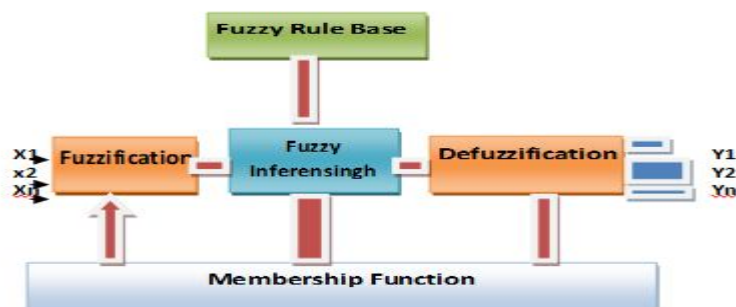 Fuzzy Rule Base
X1
x2
Xn
Fuzzification
Fuzzy
Inferensingh
Defuzzification
Y1
Y2
Yn
Membership Function